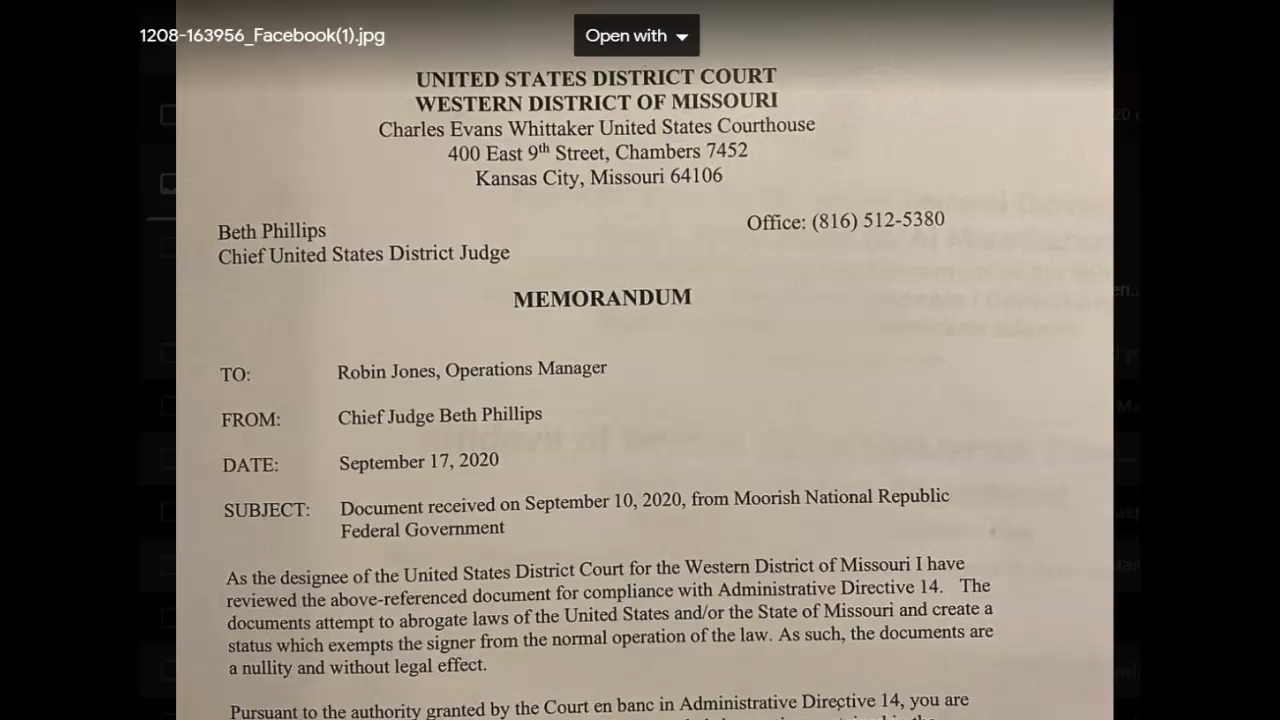 1208-163956_Facebook(1).jpg
Open with
UNITED STATES DISTRICT COURT
WESTERN DISTRICT OF MISSOURI
Charles Evans Whittaker United States Courthouse
400 East 9th Street, Chambers 7452
Kansas City, Missouri 64106
Office: (816) 512-5380
Beth Phillips
Chief United States District Judge
MEMORANDUM
TO: Robin Jones, Operations Manager
FROM: Chief Judge Beth Phillips
DATE: September 17, 2020
SUBJECT: Document received on September 10, 2020, from Moorish National Republic
Federal Government
As the designee of the United States District Court for the Western District of Missouri I have
reviewed the above-referenced document for compliance with Administrative Directive 14. The
documents attempt to abrogate laws of the United States and/or the State of Missouri and create a
status which exempts the signer from the normal operation of the law. As such, the documents are
a nullity and without legal effect.
Pursuant to the authority granted by the Court en banc in Administrative Directive 14, you are